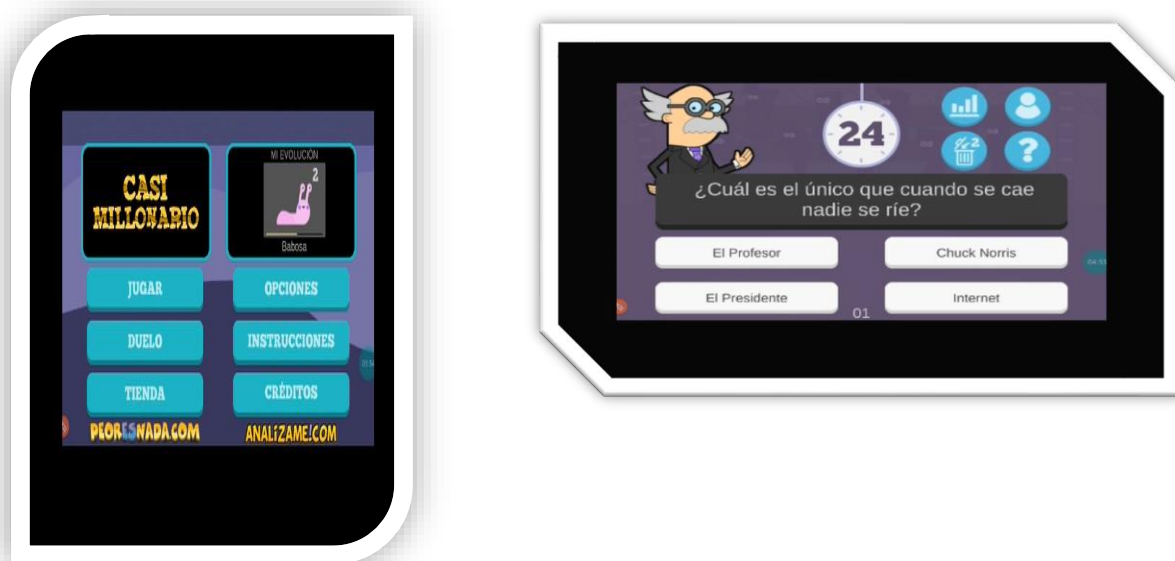 CASI
MILLONARIO
MI EVOLUCIÓN
2
Babosa
JUGAR
OPCIONES
DUELO
INSTRUCCIONES
TIENDA
CRÉDITOS
PEORESNADA.COM
ANALÍZAME!COM
24
?
¿Cuál es el único que cuando se cae
nadie se ríe?
El Profesor
Chuck Norris
El Presidente
Internet
01